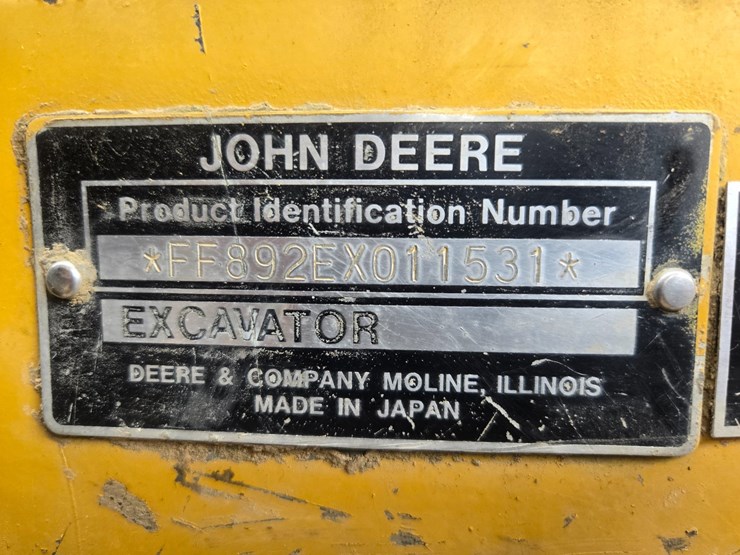 JOHN DEERE
Product Identification Number
*FF892EX011531*
EXCAVATOR
DEERE & COMPANY MOLINE, ILLINOIS
MADE IN JAPAN